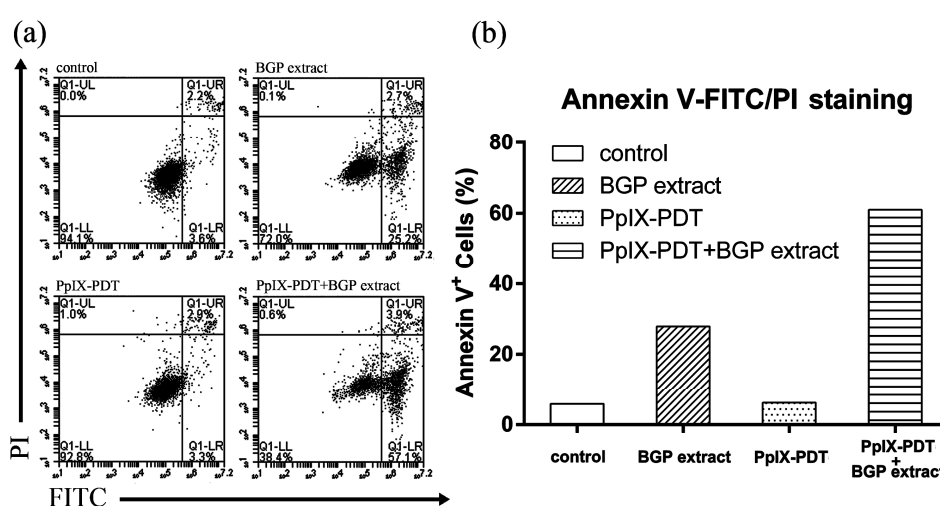 (a)
(b)
control
Q1-UL
0.0%
Q1-UR
2.2%
Q1-LL
94.1%
Q1-LR
3.6%
BGP extract
Q1-UL
0.1%
Q1-UR
2.7%
Q1-LL
72.0%
Q1-LR
25.2%
PpIX-PDT
Q1-UL
1.0%
Q1-UR
2.9%
Q1-LL
92.8%
Q1-LR
3.3%
PpIX-PDT+BGP extract
Q1-UL
0.6%
Q1-UR
3.9%
Q1-LL
38.4%
Q1-LR
57.1%
PI
FITC
Annexin V-FITC/PI staining
Annexin V+ Cells (%)
80
60
40
20
0
control
BGP extract
PpIX-PDT
PpIX-PDT+BGP extract
control
BGP extract
PpIX-PDT
PpIX-PDT
+
BGP extract